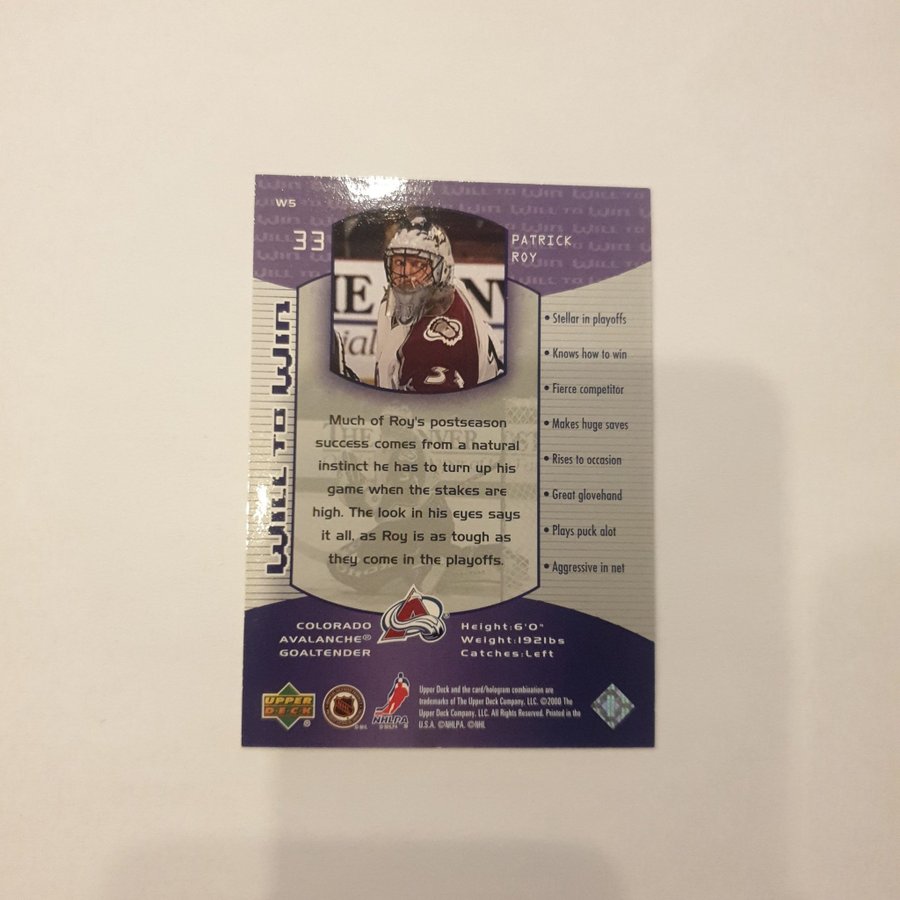 W5
WILL TO WIN
33
PATRICK
ROY
WILL TO WIN
• Stellar in playoffs
• Knows how to win
• Fierce competitor
• Makes huge saves
• Rises to occasion
• Great glovehand
• Plays puck alot
• Aggressive in net
Much of Roy's postseason
success comes from a natural
instinct he has to turn up his
game when the stakes are
high. The look in his eyes says
it all, as Roy is as tough as
they come in the playoffs.
COLORADO
AVALANCHE®
GOALTENDER
Height:6'0"
Weight:192lbs
Catches:Left
UPPER
DECK
NHLPA
Upper Deck and the card/hologram combination are
trademarks of The Upper Deck Company, LLC. ©2000 The
Upper Deck Company, LLC. All Rights Reserved. Printed in the
U.S.A. ©NHLPA. ©NHL